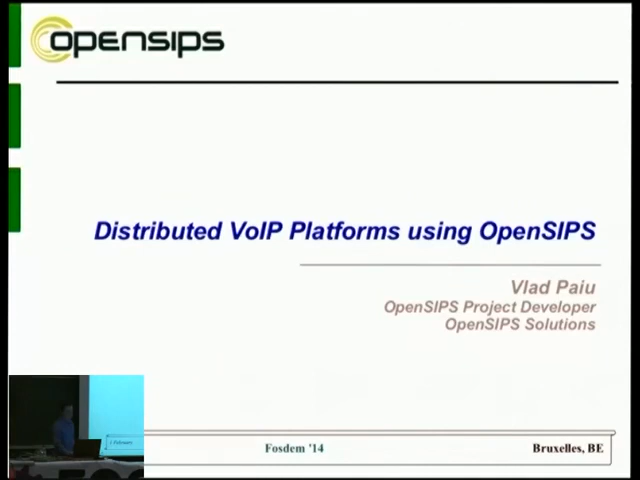 opensips
Distributed VoIP Platforms using OpenSIPS
Vlad Paiu
OpenSIPS Project Developer
OpenSIPS Solutions
Fosdem '14
Bruxelles, BE